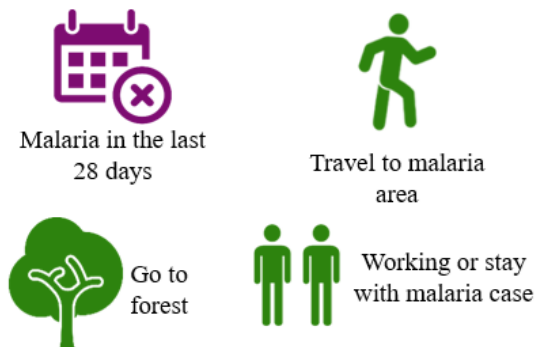 Malaria in the last
28 days
Travel to malaria
area
Go to
forest
Working or stay
with malaria case